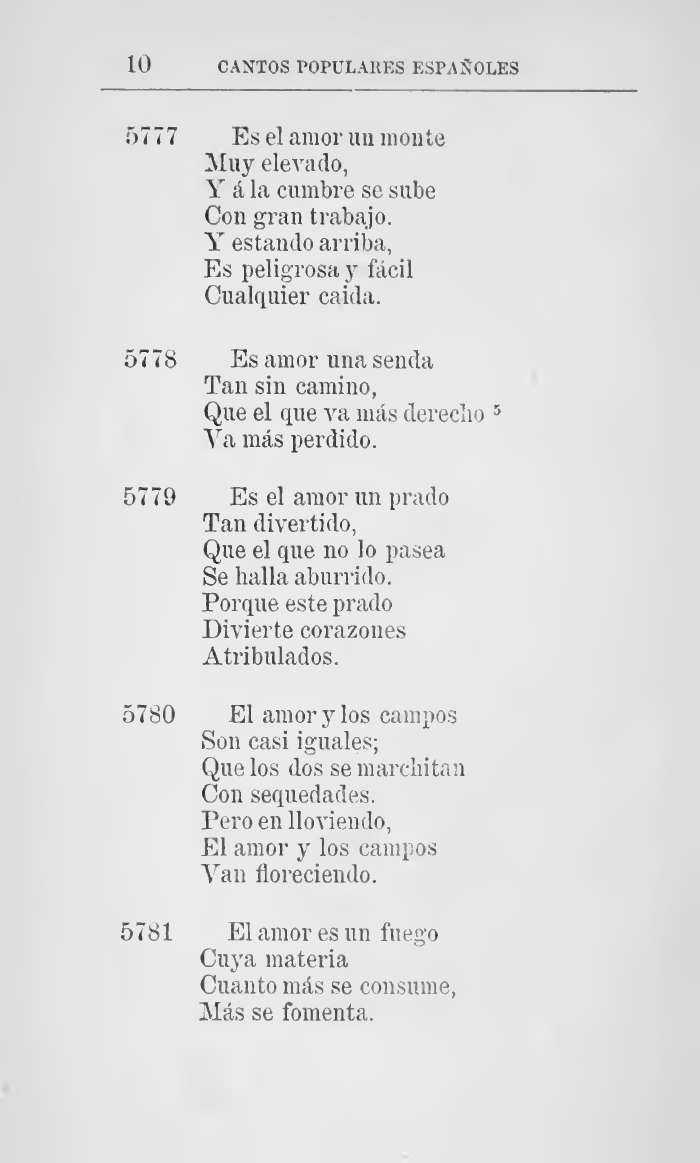 10 CANTOS POPULARES ESPAÑOLES
5777 Es el amor un monte
Muy elevado,
Y á la cumbre se sube
Con gran trabajo.
Y estando arriba,
Es peligrosa y fácil
Cualquier caida.
5778 Es amor una senda
Tan sin camino,
Que el que va más derecho ⁵
Va más perdido.
5779 Es el amor un prado
Tan divertido,
Que el que no lo pasea
Se halla aburrido.
Porque este prado
Divierte corazones
Atribulados.
5780 El amor y los campos
Son casi iguales;
Que los dos se marchitan
Con sequedades.
Pero en lloviendo,
El amor y los campos
Van floreciendo.
5781 El amor es un fuego
Cuya materia
Cuanto más se consume,
Más se fomenta.